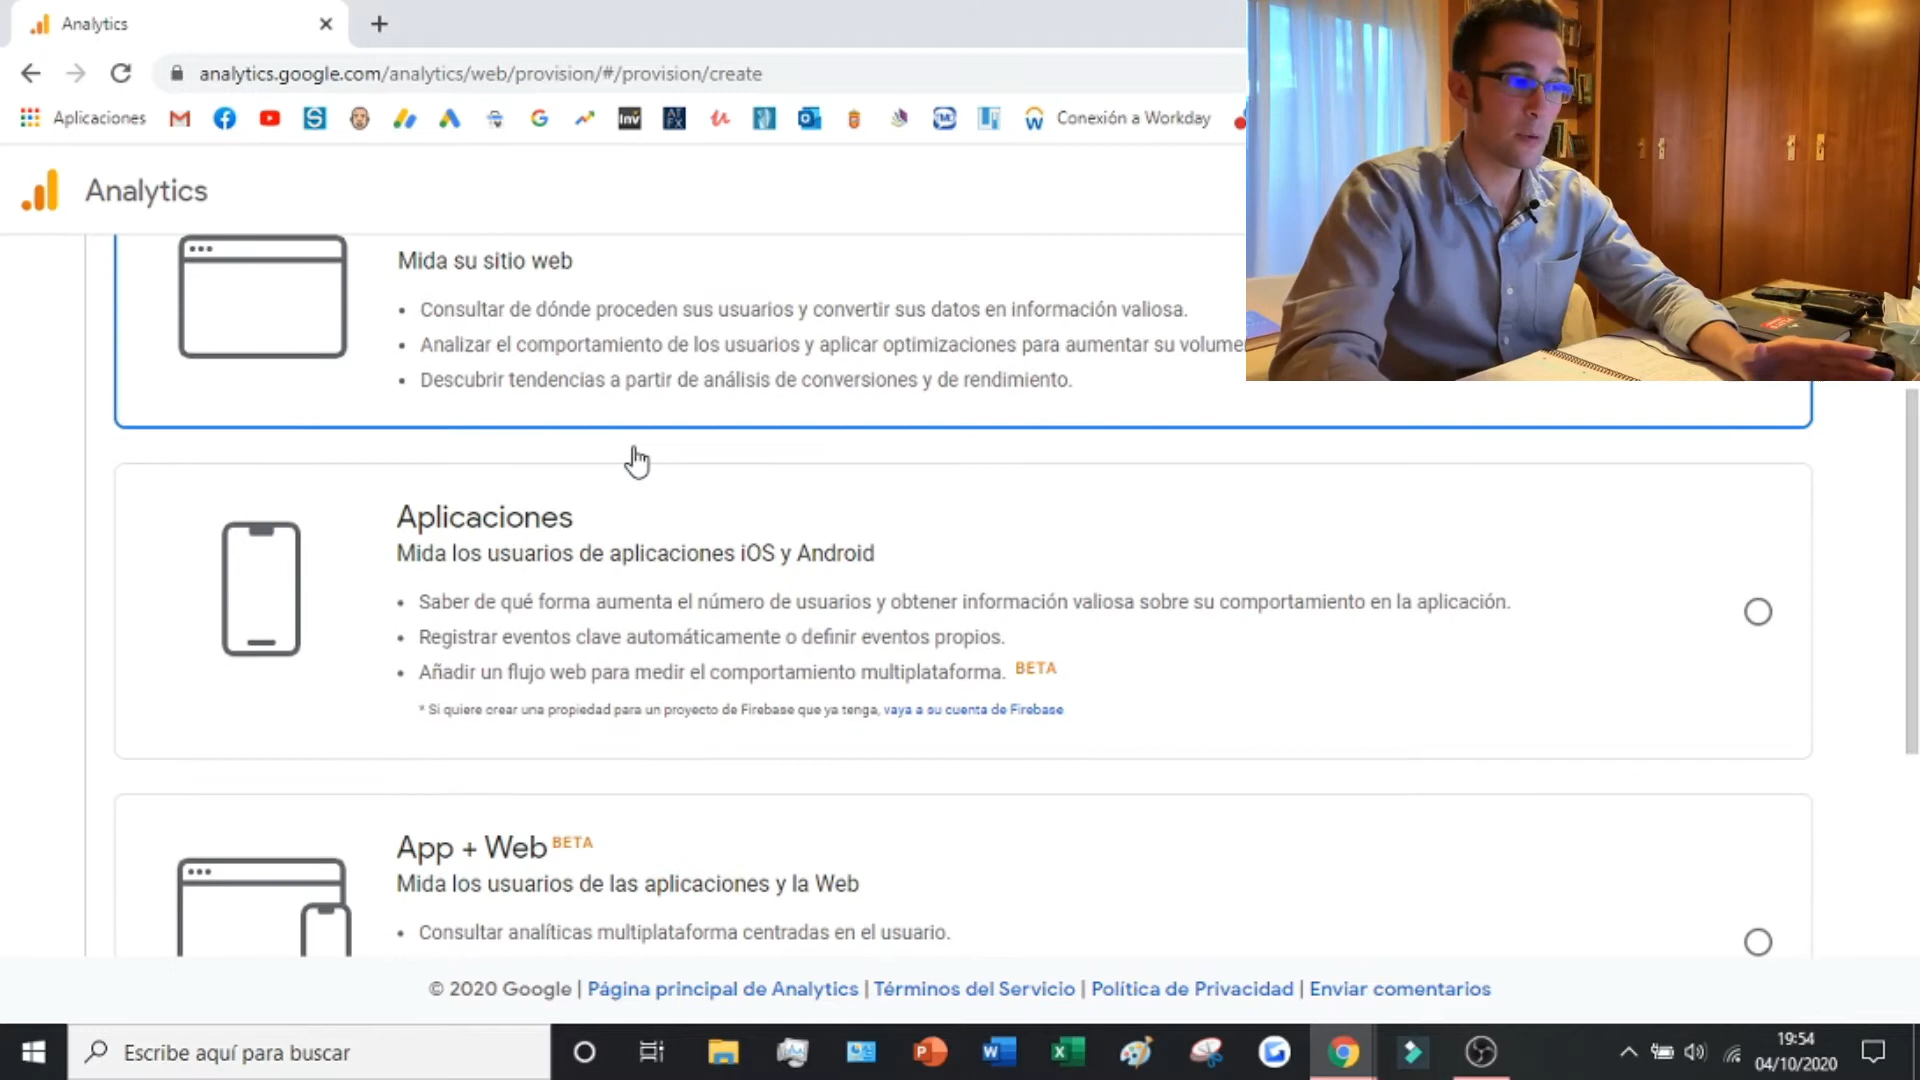 Analytics
analytics.google.com/analytics/web/provision/#/provision/create
Aplicaciones
Conexión a Workday
Analytics
Mida su sitio web
• Consultar de dónde proceden sus usuarios y convertir sus datos en información valiosa.
• Analizar el comportamiento de los usuarios y aplicar optimizaciones para aumentar su
• Descubrir tendencias a partir de análisis de conversiones y de rendimiento.
Aplicaciones
Mida los usuarios de aplicaciones iOS y Android
• Saber de qué forma aumenta el número de usuarios y obtener información valiosa sobre su comportamiento en la aplicación.
• Registrar eventos clave automáticamente o definir eventos propios.
• Añadir un flujo web para medir el comportamiento multiplataforma. BETA
* Si quiere crear una propiedad para un proyecto de Firebase que ya tenga, vaya a su cuenta de Firebase
App + Web BETA
Mida los usuarios de las aplicaciones y la Web
• Consultar analíticas multiplataforma centradas en el usuario.
© 2020 Google | Página principal de Analytics | Términos del Servicio | Política de Privacidad | Enviar comentarios
Escribe aquí para buscar
19:54
04/10/2020